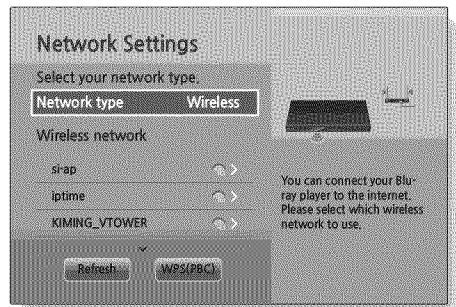 Network Settings
Select your network type.
Network type Wireless
Wireless network
si-ap
iptime
KIMING_VTOWER
Refresh WPS(PBC)
You can connect your Blu-
ray player to the internet.
Please select which wireless
network to use.